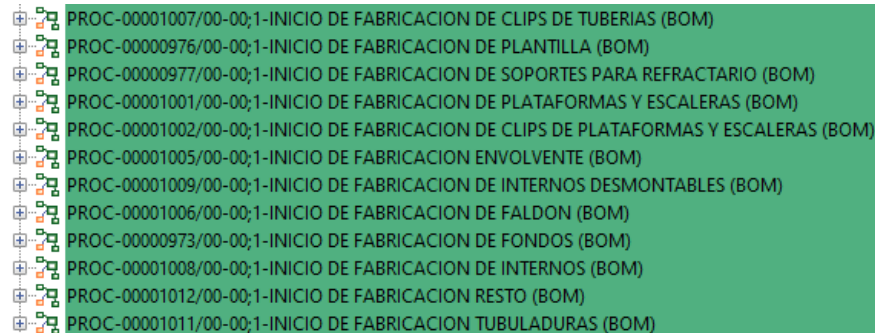 PROC-00001007/00-00;1-INICIO DE FABRICACION DE CLIPS DE TUBERIAS (BOM)
PROC-00000976/00-00;1-INICIO DE FABRICACION DE PLANTILLA (BOM)
PROC-00000977/00-00;1-INICIO DE FABRICACION DE SOPORTES PARA REFRACTARIO (BOM)
PROC-00001001/00-00;1-INICIO DE FABRICACION DE PLATAFORMAS Y ESCALERAS (BOM)
PROC-00001002/00-00;1-INICIO DE FABRICACION DE CLIPS DE PLATAFORMAS Y ESCALERAS (BOM)
PROC-00001005/00-00;1-INICIO DE FABRICACION ENVOLVENTE (BOM)
PROC-00001009/00-00;1-INICIO DE FABRICACION DE INTERNOS DESMONTABLES (BOM)
PROC-00001006/00-00;1-INICIO DE FABRICACION DE FALDON (BOM)
PROC-00000973/00-00;1-INICIO DE FABRICACION DE FONDOS (BOM)
PROC-00001008/00-00;1-INICIO DE FABRICACION DE INTERNOS (BOM)
PROC-00001012/00-00;1-INICIO DE FABRICACION RESTO (BOM)
PROC-00001011/00-00;1-INICIO DE FABRICACION TUBULADURAS (BOM)